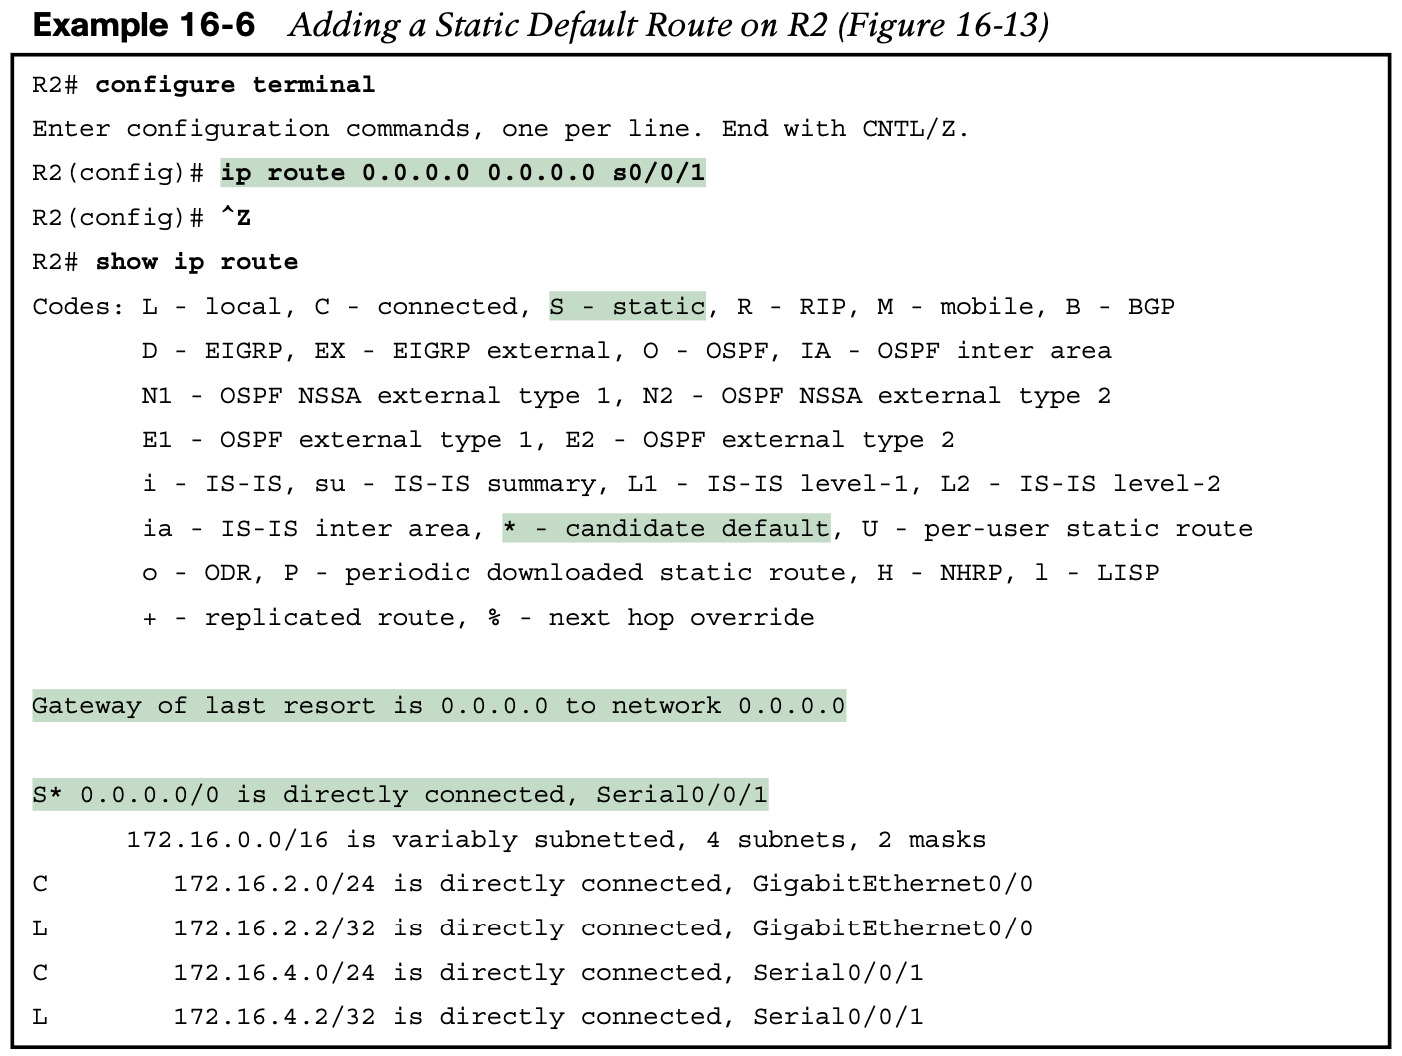 Example 16-6 Adding a Static Default Route on R2 (Figure 16-13)
R2# configure terminal
Enter configuration commands, one per line. End with CNTL/Z.
R2(config)# ip route 0.0.0.0 0.0.0.0 s0/0/1
R2(config)# ^Z
R2# show ip route
Codes: L - local, C - connected, S - static, R - RIP, M - mobile, B - BGP
D - EIGRP, EX - EIGRP external, O - OSPF, IA - OSPF inter area
N1 - OSPF NSSA external type 1, N2 - OSPF NSSA external type 2
E1 - OSPF external type 1, E2 - OSPF external type 2
i - IS-IS, su - IS-IS summary, L1 - IS-IS level-1, L2 - IS-IS level-2
ia - IS-IS inter area, * - candidate default, U - per-user static route
o - ODR, P - periodic downloaded static route, H - NHRP, l - LISP
+ - replicated route, % - next hop override
Gateway of last resort is 0.0.0.0 to network 0.0.0.0
S* 0.0.0.0/0 is directly connected, Serial0/0/1
172.16.0.0/16 is variably subnetted, 4 subnets, 2 masks
C 172.16.2.0/24 is directly connected, GigabitEthernet0/0
L 172.16.2.2/32 is directly connected, GigabitEthernet0/0
C 172.16.4.0/24 is directly connected, Serial0/0/1
L 172.16.4.2/32 is directly connected, Serial0/0/1